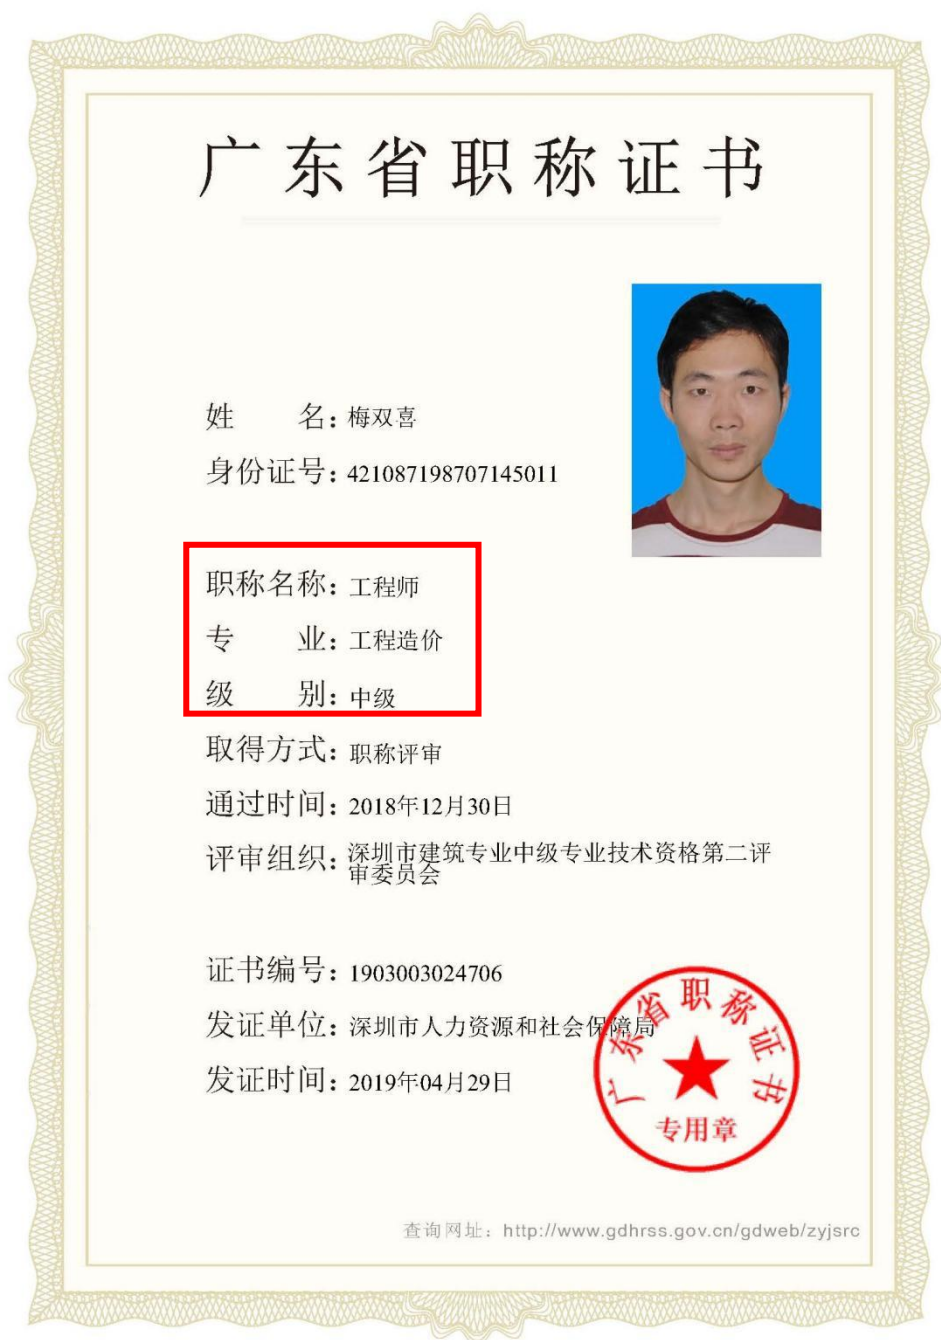 广东省职称证书
姓 名：梅双喜
身份证号：421087198707145011
职称名称：工程师
专 业：工程造价
级 别：中级
取得方式：职称评审
通过时间：2018年12月30日
评审组织：深圳市建筑专业中级专业技术资格第二评
审委员会
证书编号：1903003024706
发证单位：深圳市人力资源和社会保障局
发证时间：2019年04月29日
广东省职称证书
专用章
查询网址：http://www.gdhrss.gov.cn/gdweb/zyjsrc